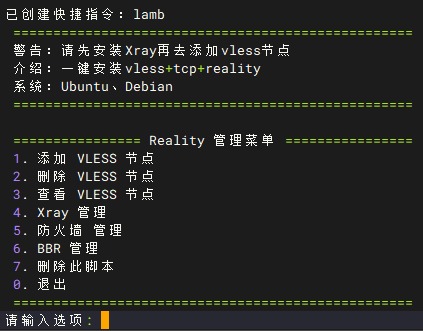 已创建快捷指令: lamb
==================================================
警告: 请先安装Xray再去添加vless节点
介绍: 一键安装vless+tcp+reality
系统: Ubuntu、Debian
==================================================
================ Reality 管理菜单 ================
1. 添加 VLESS 节点
2. 删除 VLESS 节点
3. 查看 VLESS 节点
4. Xray 管理
5. 防火墙 管理
6. BBR 管理
7. 删除此脚本
0. 退出
==================================================
请输入选项: